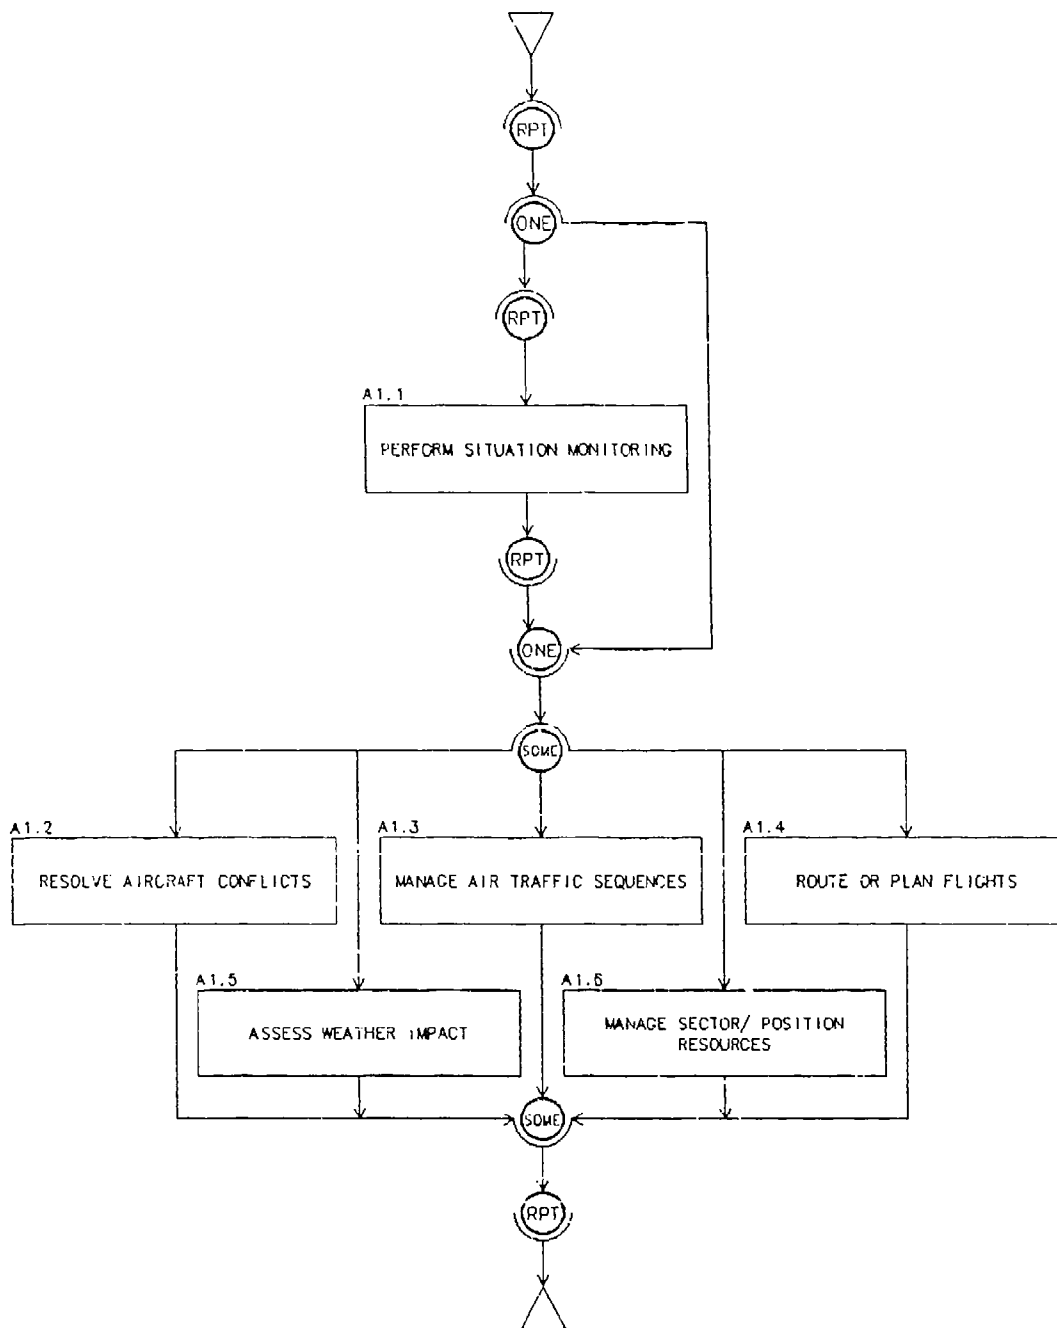 RPT
ONE
RPT
A1.1
PERFORM SITUATION MONITORING
RPT
ONE
SOME
A1.2
RESOLVE AIRCRAFT CONFLICTS
A1.3
MANAGE AIR TRAFFIC SEQUENCES
A1.4
ROUTE OR PLAN FLIGHTS
A1.5
ASSESS WEATHER IMPACT
A1.6
MANAGE SECTOR/ POSITION
RESOURCES
SOME
RPT